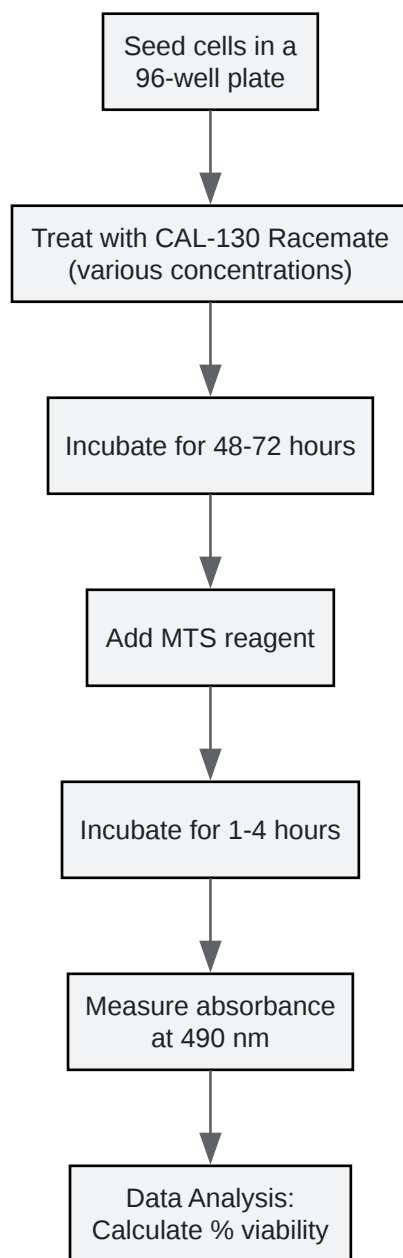 Seed cells in a
96-well plate
Treat with CAL-130 Racemate
(various concentrations)
Incubate for 48-72 hours
Add MTS reagent
Incubate for 1-4 hours
Measure absorbance
at 490 nm
Data Analysis:
Calculate % viability